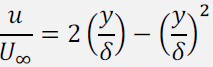 u/U∞ = 2 (y/δ) − (y/δ)²